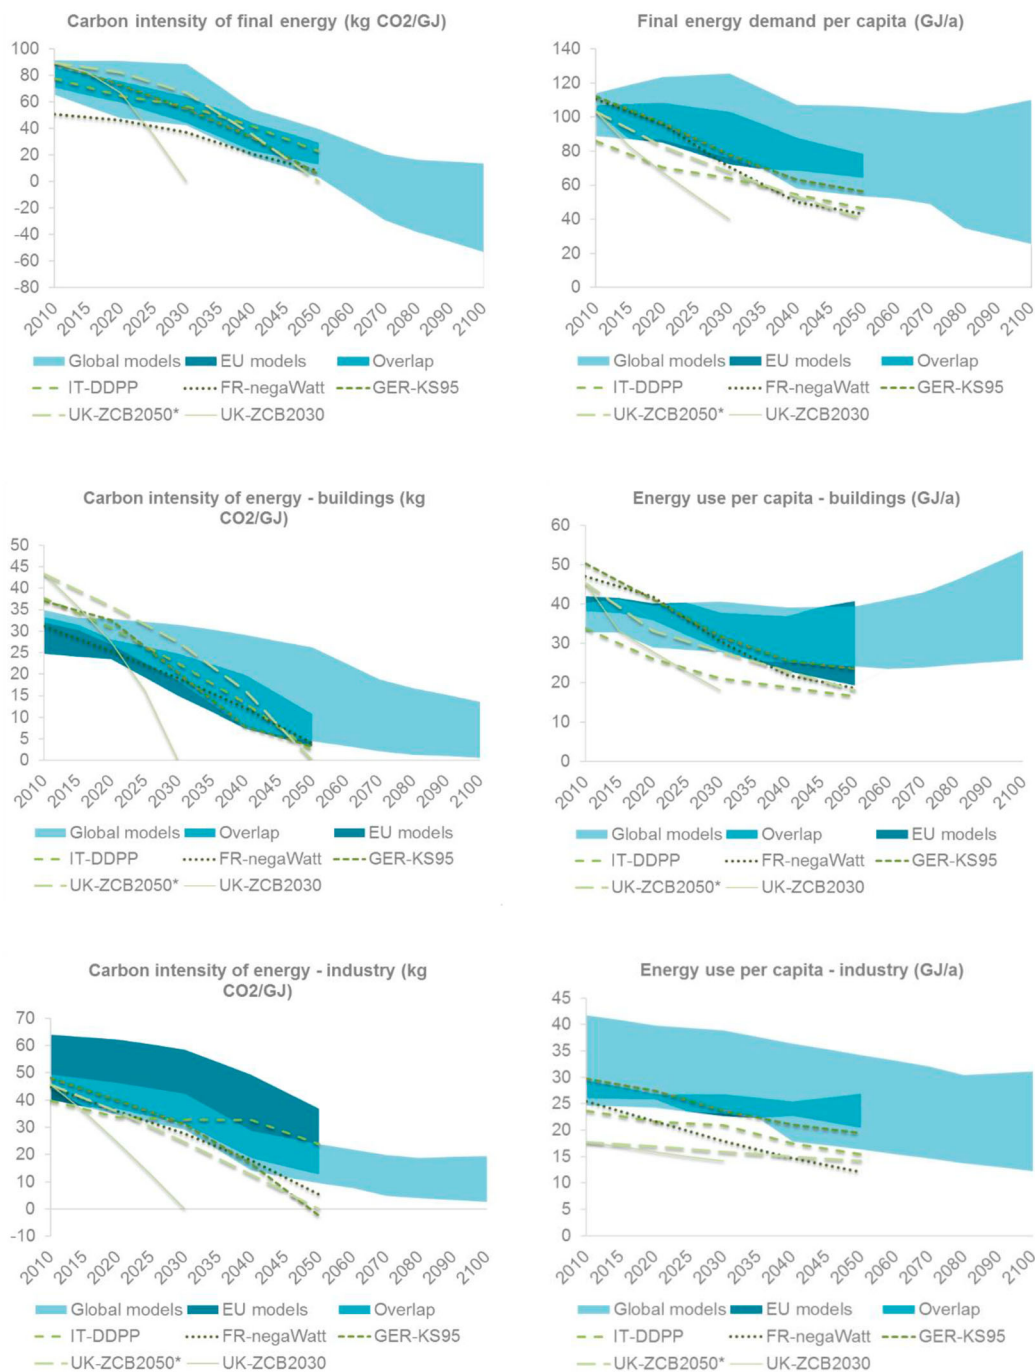 Carbon intensity of final energy (kg CO2/GJ)
100
80
60
40
20
0
-20
-40
-60
-80
2010 2015 2020 2025 2030 2035 2040 2045 2050 2060 2070 2080 2090 2100
Global models EU models Overlap
IT-DDPP FR-negaWatt GER-KS95
UK-ZCB2050* UK-ZCB2030
Final energy demand per capita (GJ/a)
140
120
100
80
60
40
20
0
2010 2015 2020 2025 2030 2035 2040 2045 2050 2060 2070 2080 2090 2100
Global models EU models Overlap
IT-DDPP FR-negaWatt GER-KS95
UK-ZCB2050* UK-ZCB2030
Carbon intensity of energy - buildings (kg
CO2/GJ)
50
45
40
35
30
25
20
15
10
5
0
2010 2015 2020 2025 2030 2035 2040 2045 2050 2060 2070 2080 2090 2100
Global models Overlap EU models
IT-DDPP FR-negaWatt GER-KS95
UK-ZCB2050* UK-ZCB2030
Energy use per capita - buildings (GJ/a)
60
50
40
30
20
10
0
2010 2015 2020 2025 2030 2035 2040 2045 2050 2060 2070 2080 2090 2100
Global models Overlap EU models
IT-DDPP FR-negaWatt GER-KS95
UK-ZCB2050* UK-ZCB2030
Carbon intensity of energy - industry (kg
CO2/GJ)
70
60
50
40
30
20
10
0
-10
2010 2015 2020 2025 2030 2035 2040 2045 2050 2060 2070 2080 2090 2100
Global models EU models Overlap
IT-DDPP FR-negaWatt GER-KS95
UK-ZCB2050* UK-ZCB2030
Energy use per capita - industry (GJ/a)
45
40
35
30
25
20
15
10
5
0
2010 2015 2020 2025 2030 2035 2040 2045 2050 2060 2070 2080 2090 2100
Global models EU models Overlap
IT-DDPP FR-negaWatt GER-KS95
UK-ZCB2050* UK-ZCB2030